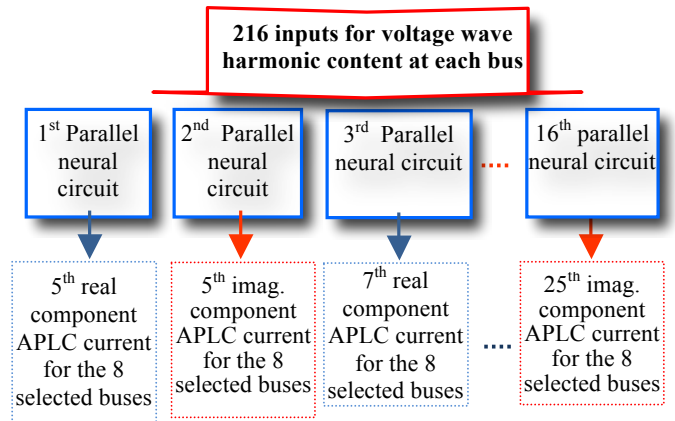 216 inputs for voltage wave
harmonic content at each bus
1st Parallel
neural
circuit
2nd Parallel
neural
circuit
3rd Parallel
neural circuit
....
16th parallel
neural circuit
5th real
component
APLC current
for the 8
selected buses
5th imag.
component
APLC current
for the 8
selected buses
7th real
component
APLC current
for the 8
selected buses
....
25th imag.
component
APLC current
for the 8
selected buses